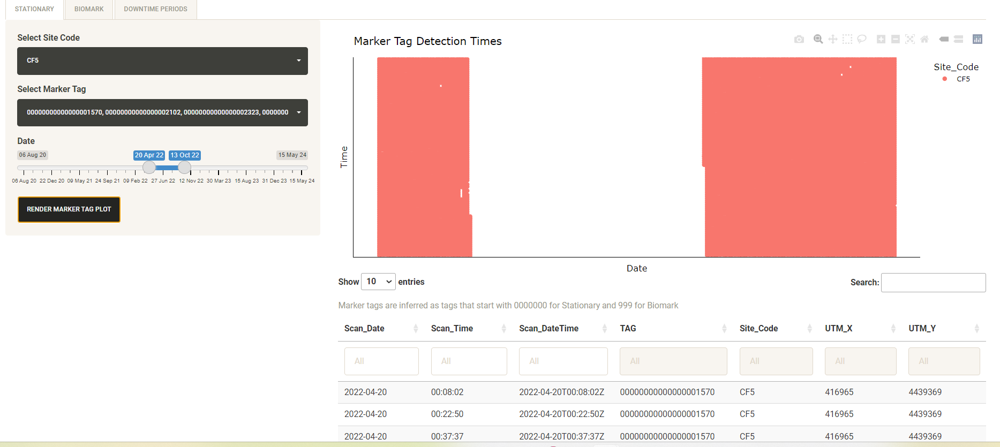 STATIONARY BIOMARK DOWNTIME PERIODS
Select Site Code
CF5
Select Marker Tag
00000000000000001570, 00000000000000002102, 00000000000000002323, 0000000
Date
06 Aug 20 20 Apr 22 13 Oct 22 15 May 24
06 Aug 20 22 Dec 20 09 May 21 24 Sep 21 09 Feb 22 27 Jun 22 12 Nov 22 30 Mar 23 15 Aug 23 31 Dec 23 15 May 24
RENDER MARKER TAG PLOT
Marker Tag Detection Times
Time
Date
Site_Code
CF5
Show 10 entries
Search:
Marker tags are inferred as tags that start with 0000000 for Stationary and 999 for Biomark
Scan_Date Scan_Time Scan_DateTime TAG Site_Code UTM_X UTM_Y
All All All All All All All
2022-04-20 00:08:02 2022-04-20T00:08:02Z 00000000000000001570 CF5 416965 4439369
2022-04-20 00:22:50 2022-04-20T00:22:50Z 00000000000000001570 CF5 416965 4439369
2022-04-20 00:37:37 2022-04-20T00:37:37Z 00000000000000001570 CF5 416965 4439369